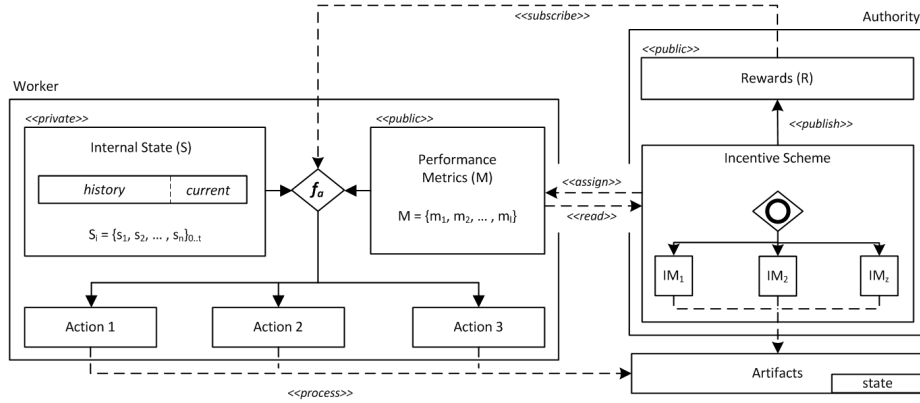 <<subscribe>>
Authority
<<public>>
Rewards (R)
<<publish>>
Worker
<<private>>
Internal State (S)
history
current
Si = {s1, s2, ... , sn}0..t
fa
<<public>>
Performance
Metrics (M)
M = {m1, m2, ... , ml}
<<assign>>
<<read>>
Incentive Scheme
IM1
IM2
IMz
Action 1
Action 2
Action 3
<<process>>
Artifacts
state